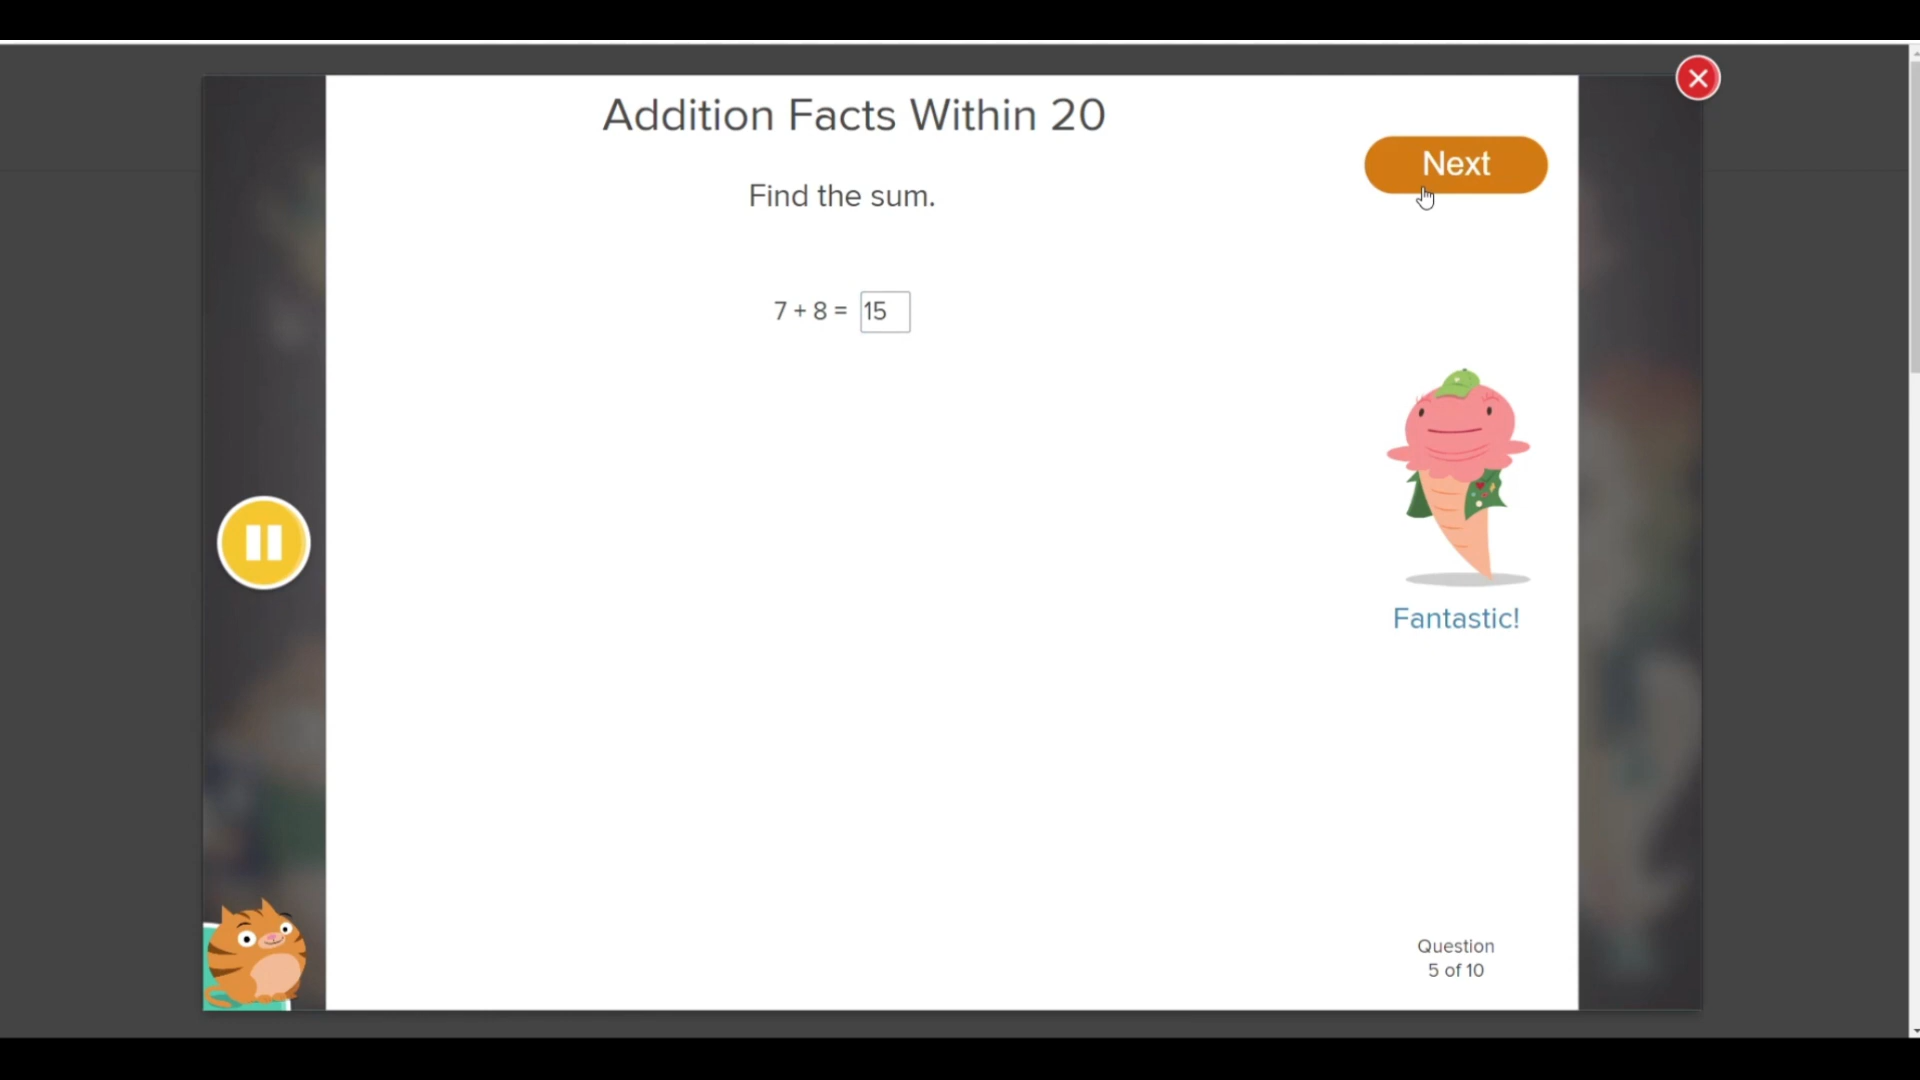 Addition Facts Within 20
Next
Find the sum.
7 + 8 = 15
Fantastic!
Question
5 of 10